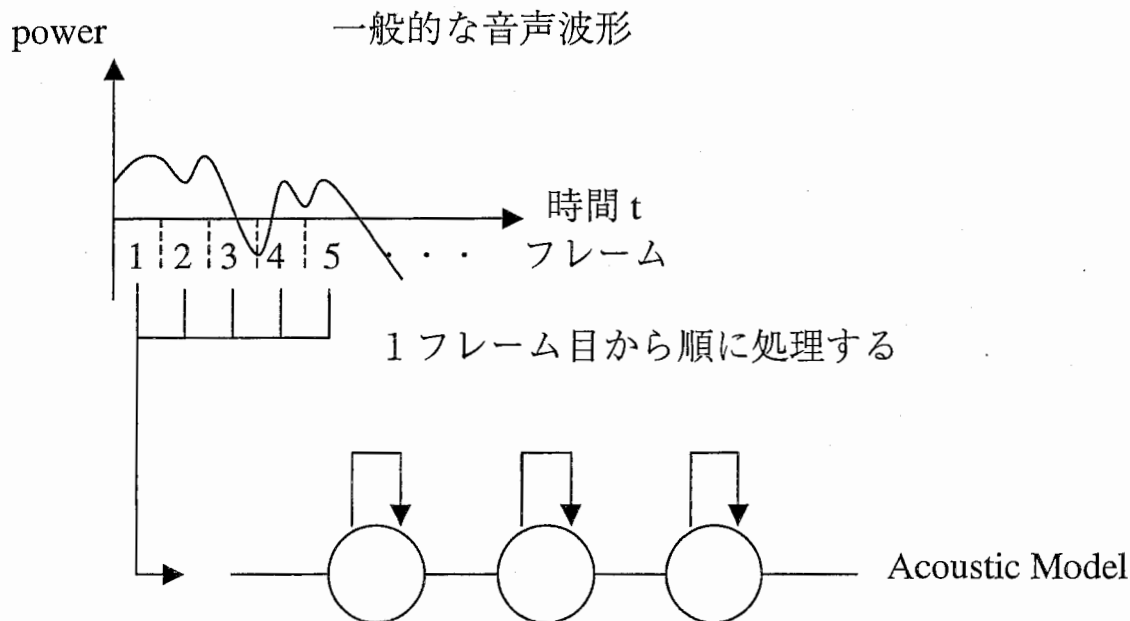 power
一般的な音声波形
時間 t
1 2 3 4 5 ・ ・ ・ フレーム
1 フレーム目から順に処理する
Acoustic Model